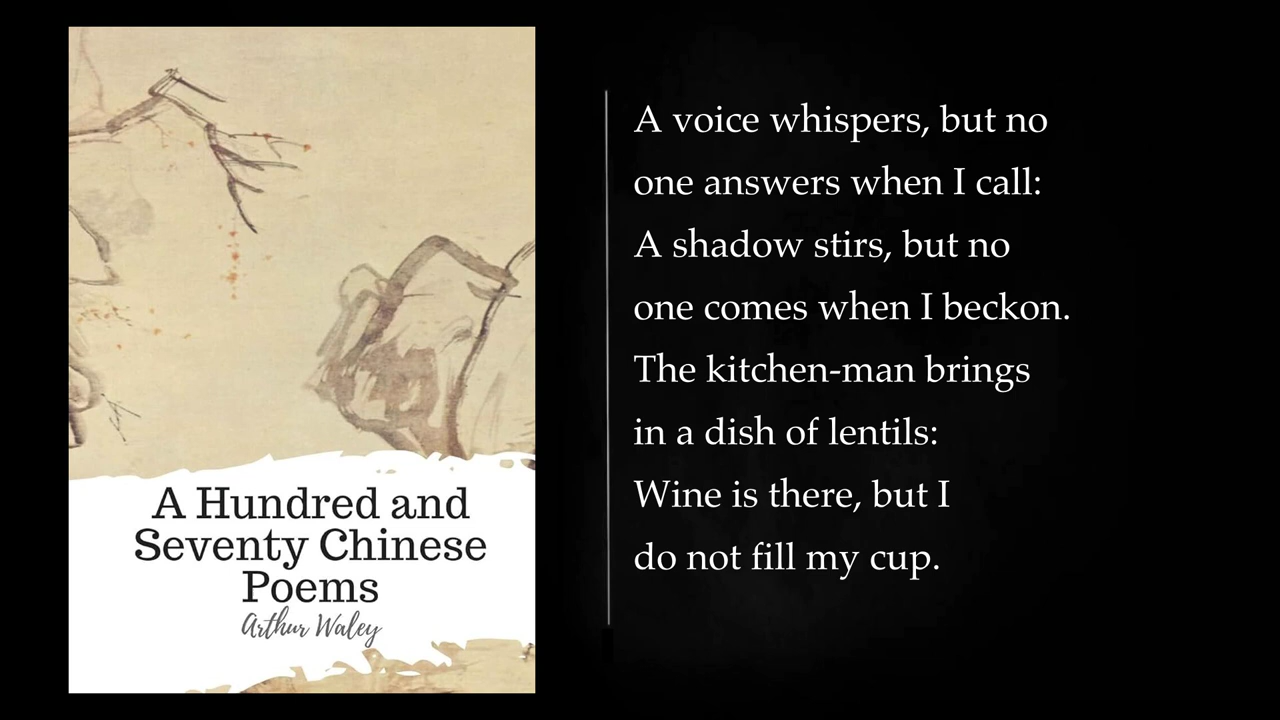 A Hundred and
Seventy Chinese
Poems
Arthur Waley
A voice whispers, but no
one answers when I call:
A shadow stirs, but no
one comes when I beckon.
The kitchen-man brings
in a dish of lentils:
Wine is there, but I
do not fill my cup.